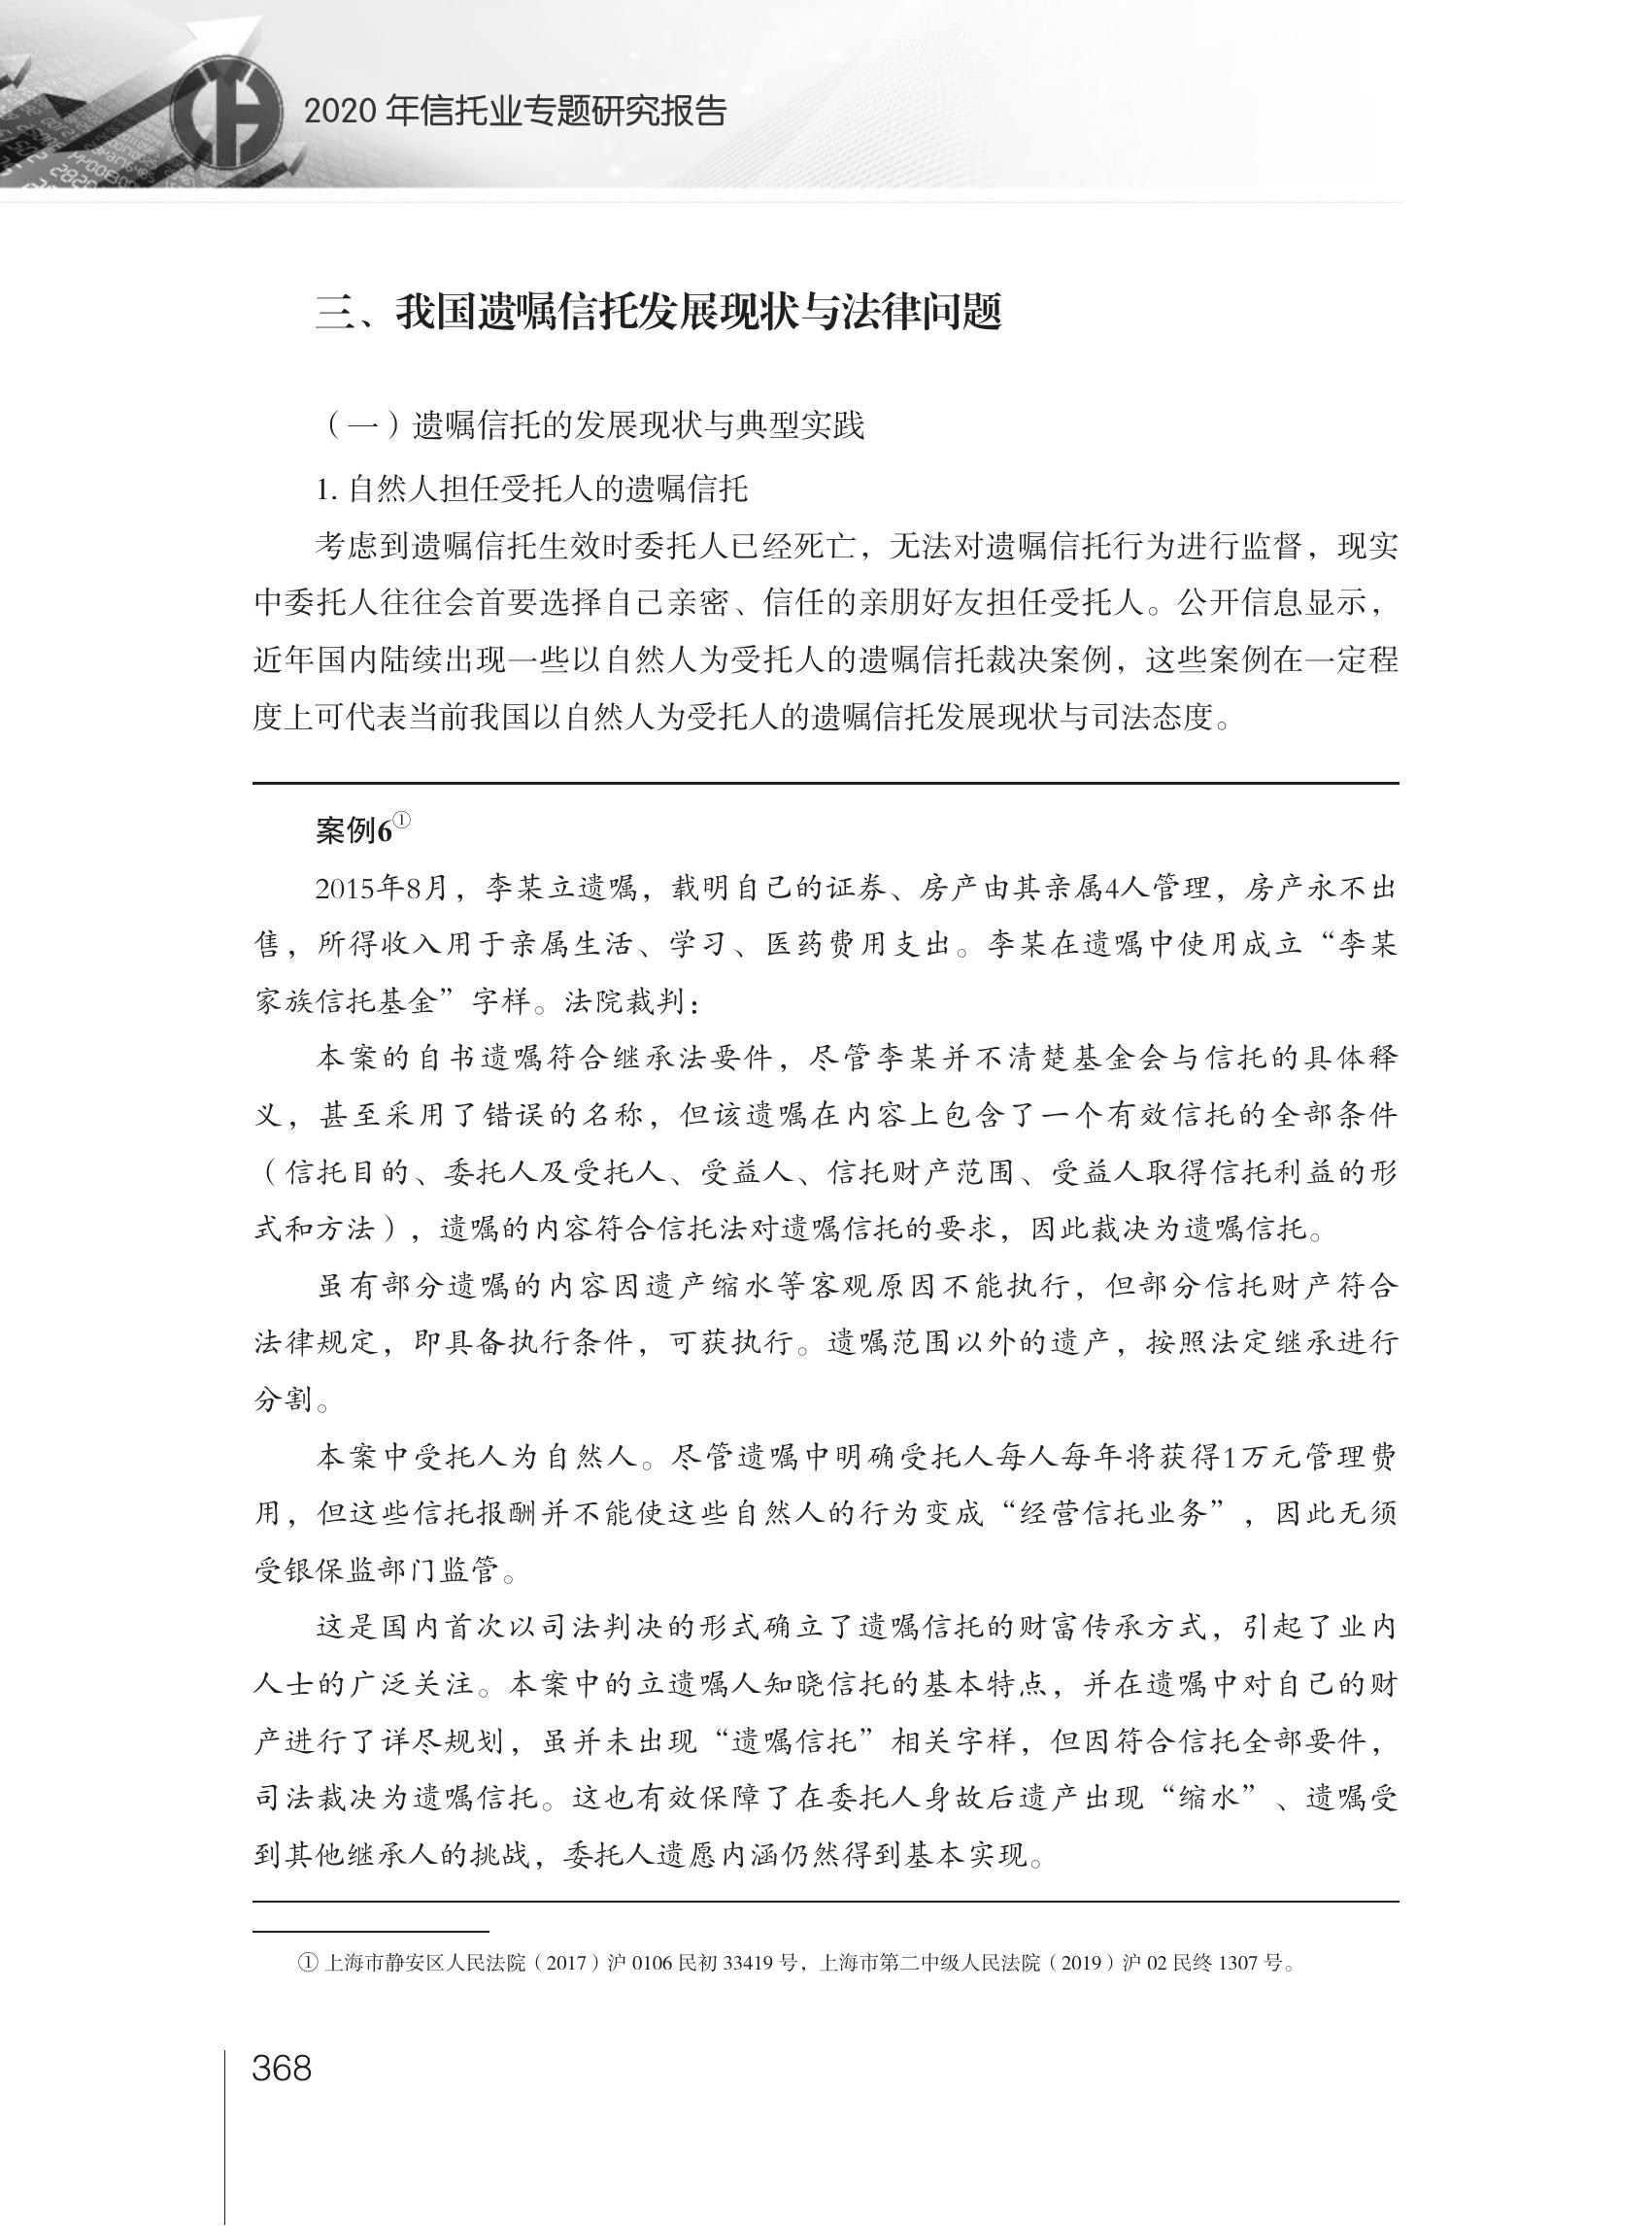 2020 年信托业专题研究报告
三、我国遗嘱信托发展现状与法律问题
（一）遗嘱信托的发展现状与典型实践
1. 自然人担任受托人的遗嘱信托
考虑到遗嘱信托生效时委托人已经死亡，无法对遗嘱信托行为进行监督，现实
中委托人往往会首要选择自己亲密、信任的亲朋好友担任受托人。公开信息显示，
近年国内陆续出现一些以自然人为受托人的遗嘱信托裁决案例，这些案例在一定程
度上可代表当前我国以自然人为受托人的遗嘱信托发展现状与司法态度。
案例6①
2015年8月，李某立遗嘱，载明自己的证券、房产由其亲属4人管理，房产永不出
售，所得收入用于亲属生活、学习、医药费用支出。李某在遗嘱中使用成立“李某
家族信托基金”字样。法院裁判：
本案的自书遗嘱符合继承法要件，尽管李某并不清楚基金会与信托的具体释
义，甚至采用了错误的名称，但该遗嘱在内容上包含了一个有效信托的全部条件
（信托目的、委托人及受托人、受益人、信托财产范围、受益人取得信托利益的形
式和方法），遗嘱的内容符合信托法对遗嘱信托的要求，因此裁决为遗嘱信托。
虽有部分遗嘱的内容因遗产缩水等客观原因不能执行，但部分信托财产符合
法律规定，即具备执行条件，可获执行。遗嘱范围以外的遗产，按照法定继承进行
分割。
本案中受托人为自然人。尽管遗嘱中明确受托人每人每年将获得1万元管理费
用，但这些信托报酬并不能使这些自然人的行为变成“经营信托业务”，因此无须
受银保监部门监管。
这是国内首次以司法判决的形式确立了遗嘱信托的财富传承方式，引起了业内
人士的广泛关注。本案中的立遗嘱人知晓信托的基本特点，并在遗嘱中对自己的财
产进行了详尽规划，虽并未出现“遗嘱信托”相关字样，但因符合信托全部要件，
司法裁决为遗嘱信托。这也有效保障了在委托人身故后遗产出现“缩水”、遗嘱受
到其他继承人的挑战，委托人遗愿内涵仍然得到基本实现。
① 上海市静安区人民法院（2017）沪 0106 民初 33419 号，上海市第二中级人民法院（2019）沪 02 民终 1307 号。
368